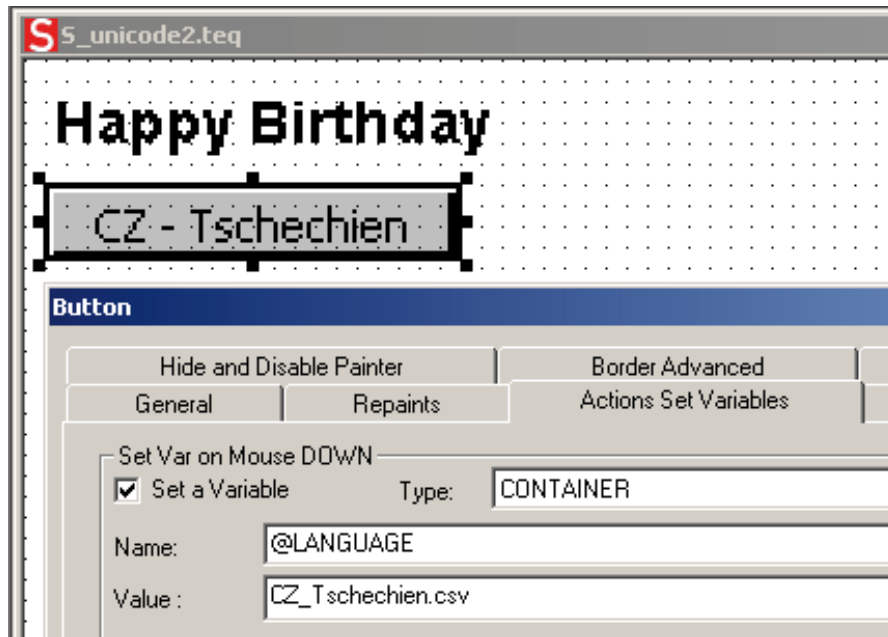 S S_unicode2.teq
Happy Birthday
CZ - Tschechien
Button
Hide and Disable Painter Border Advanced
General Repaints Actions Set Variables
Set Var on Mouse DOWN
Set a Variable Type: CONTAINER
Name: @LANGUAGE
Value : CZ_Tschechien.csv